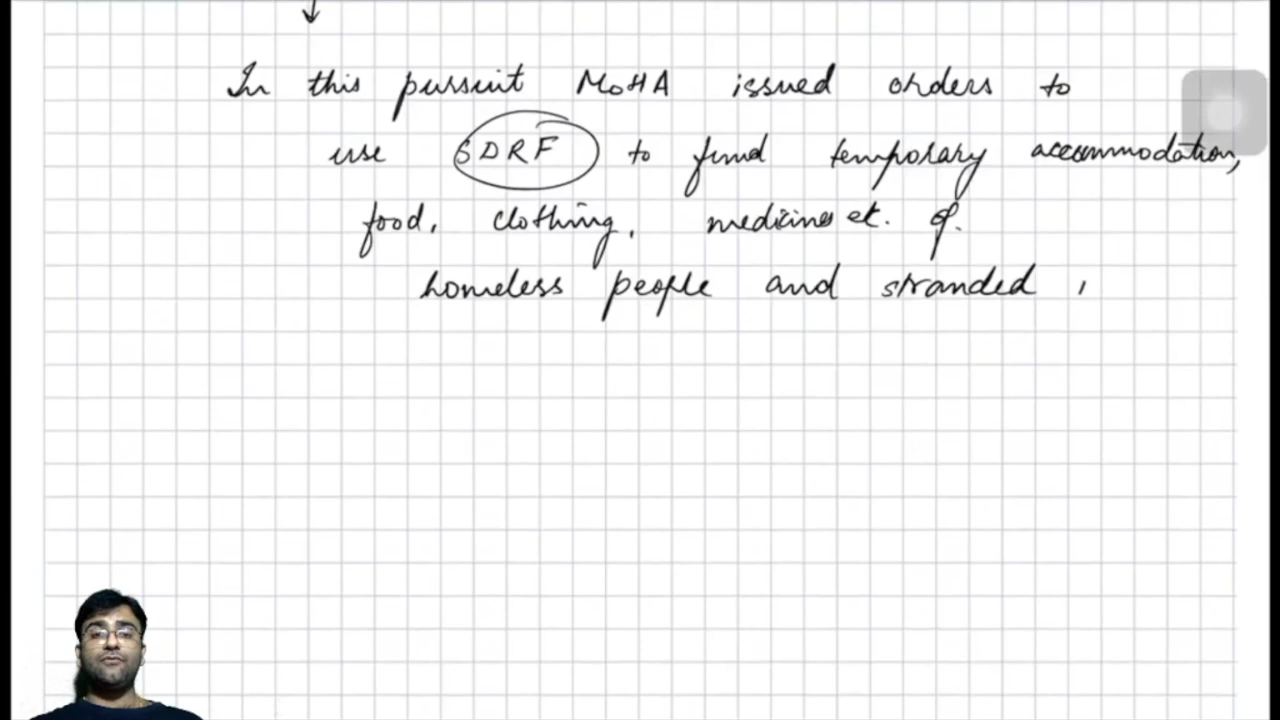 In this pursuit MoHA issued orders to
use SDRF to fund temporary accommodation,
food, clothing, medicines et. of.
homeless people and stranded